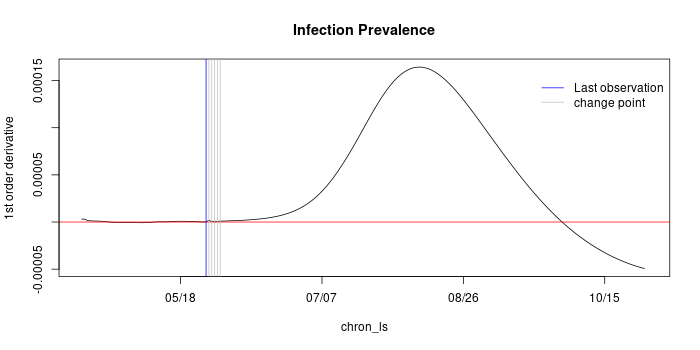 Infection Prevalence
1st order derivative
0.00015
0.00005
-0.00005
Last observation
change point
05/18
07/07
08/26
10/15
chron_ls